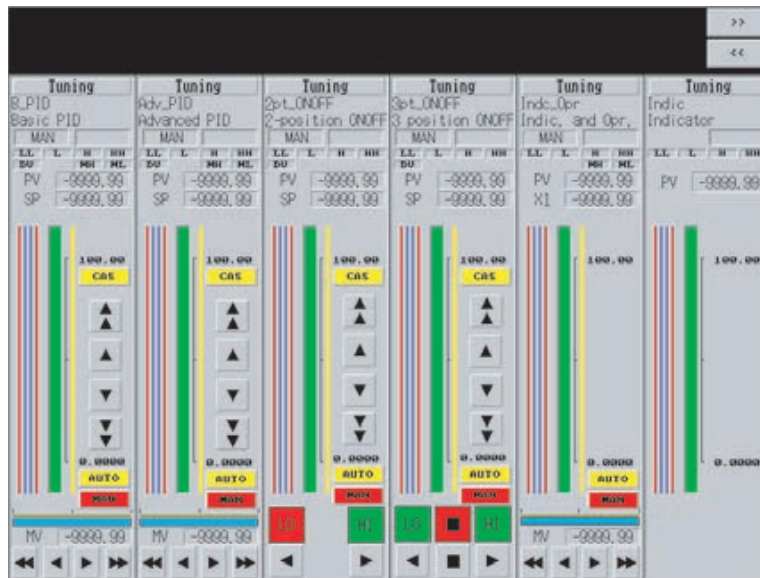 >>
<<
Tuning
B_PID
Basic PID
MAN
LL L H HH
DV MH ML
PV -9999.99
SP -9999.99
100.00
CAS
0.0000
AUTO
MAN
MV -9999.99
Tuning
Adv_PID
Advanced PID
MAN
LL L H HH
DV MH ML
PV -9999.99
SP -9999.99
100.00
CAS
0.0000
AUTO
MAN
MV -9999.99
Tuning
2pt_ONOFF
2-position ONOFF
MAN
LL L H HH
DV
PV -9999.99
SP -9999.99
100.00
CAS
0.0000
AUTO
MAN
HI
Tuning
3pt_ONOFF
3 position ONOFF
MAN
LL L H HH
DV
PV -9999.99
SP -9999.99
100.00
CAS
0.0000
AUTO
MAN
LO HI
Tuning
Indc_Opr
Indic. and Opr.
MAN
LL L H HH
MH ML
PV -9999.99
X1 -9999.99
100.00
0.0000
AUTO
MAN
MV -9999.99
Tuning
Indic
Indicator
LL L H HH
PV -9999.99
100.00
0.0000